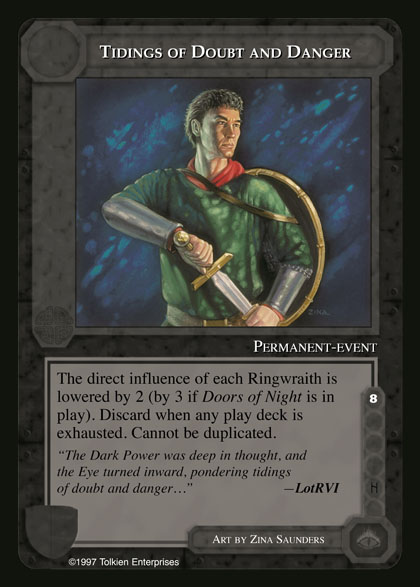 Tidings of Doubt and Danger
ZINA
Permanent-event
The direct influence of each Ringwraith is
lowered by 2 (by 3 if Doors of Night is in
play). Discard when any play deck is
exhausted. Cannot be duplicated.
8
“The Dark Power was deep in thought, and
the Eye turned inward, pondering tidings
of doubt and danger…” –LotRVI
Art by Zina Saunders
©1997 Tolkien Enterprises